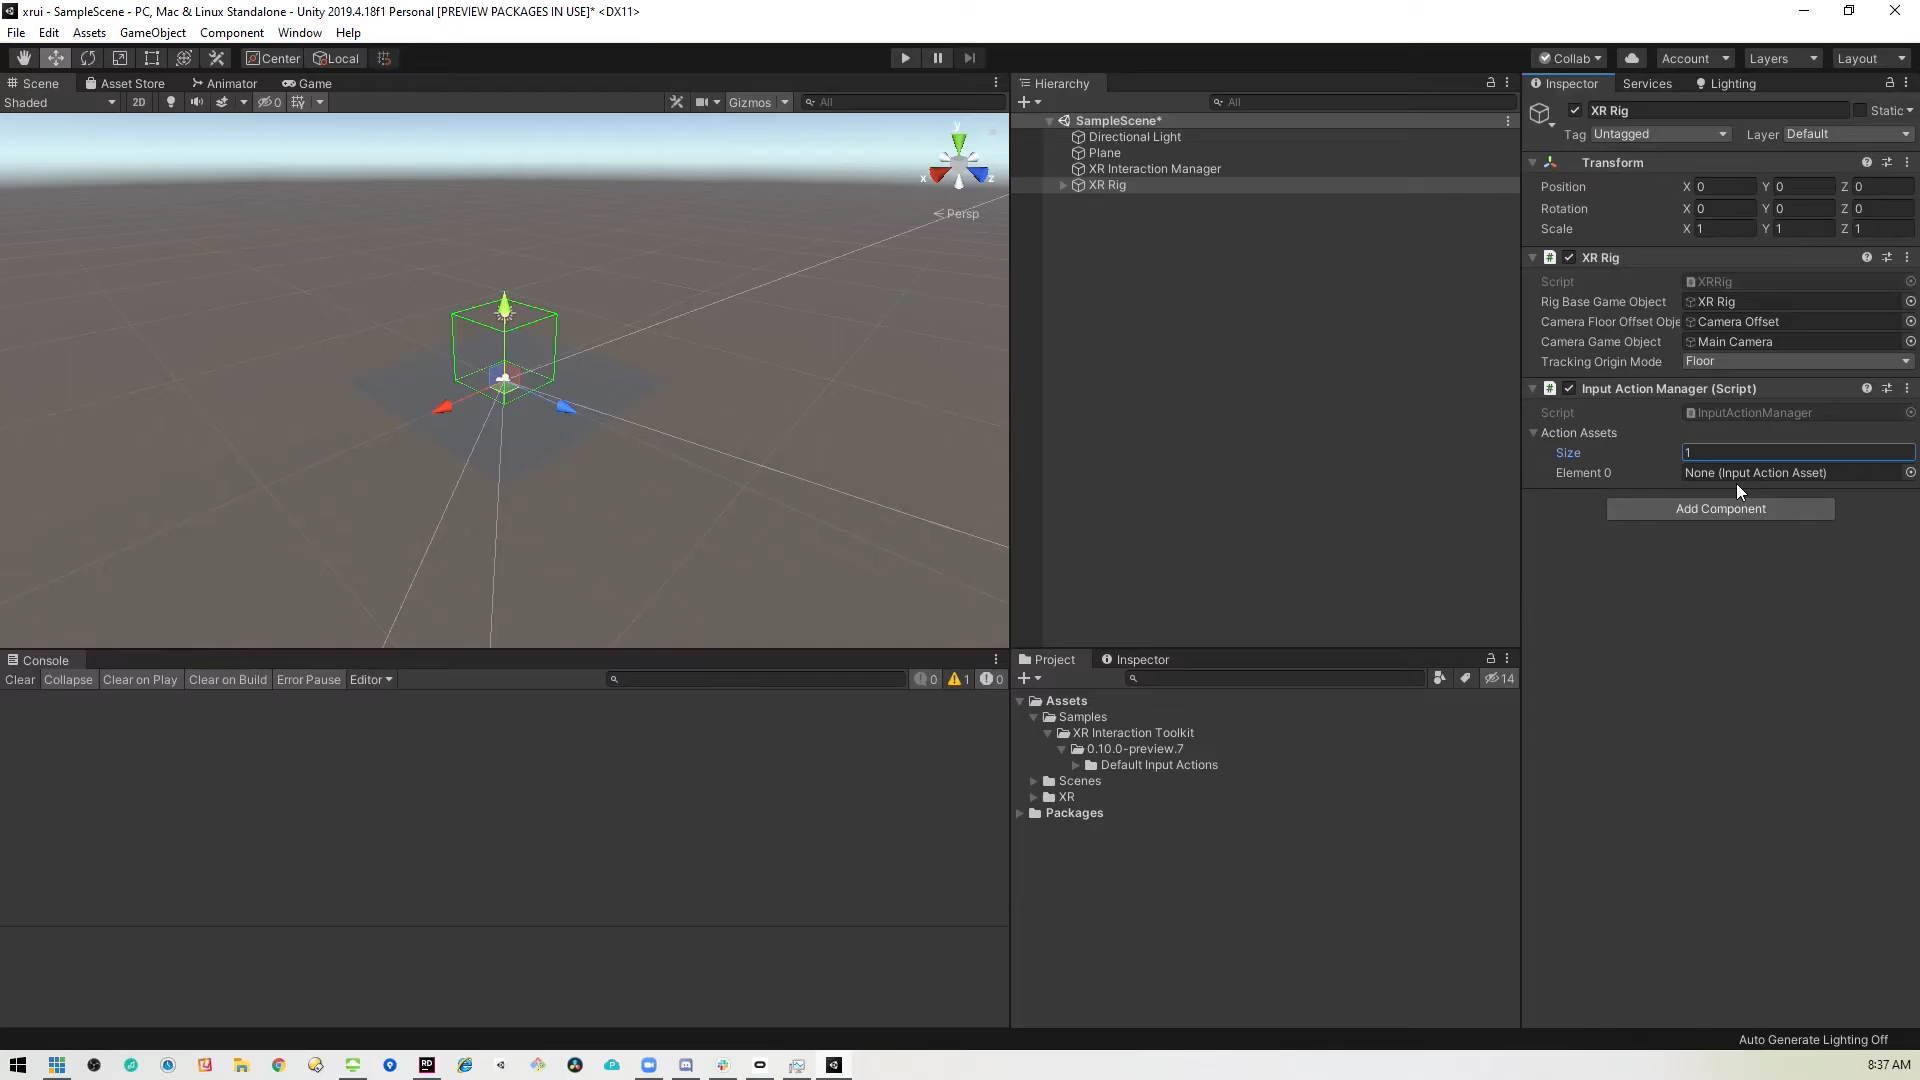 xrui - SampleScene - PC, Mac & Linux Standalone - Unity 2019.4.18f1 Personal [PREVIEW PACKAGES IN USE]* <DX11>
File Edit Assets GameObject Component Window Help
Center Local Collab Account Layers Layout
Scene Asset Store Animator Game
Shaded 2D 0 Gizmos All
y
x z
Persp
Hierarchy
All
SampleScene*
Directional Light
Plane
XR Interaction Manager
XR Rig
Inspector Services Lighting
XR Rig Static
Tag Untagged Layer Default
Transform
Position X 0 Y 0 Z 0
Rotation X 0 Y 0 Z 0
Scale X 1 Y 1 Z 1
XR Rig
Script XRRig
Rig Base Game Object XR Rig
Camera Floor Offset Obje Camera Offset
Camera Game Object Main Camera
Tracking Origin Mode Floor
Input Action Manager (Script)
Script InputActionManager
Action Assets
Size 1
Element 0 None (Input Action Asset)
Add Component
Console
Clear Collapse Clear on Play Clear on Build Error Pause Editor 0 1 0
Project Inspector
14
Assets
Samples
XR Interaction Toolkit
0.10.0-preview.7
Default Input Actions
Scenes
XR
Packages
Auto Generate Lighting Off
RD
8:37 AM